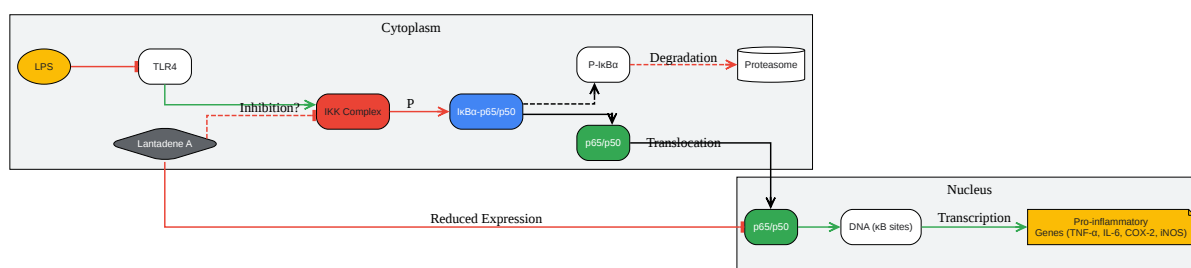 Cytoplasm
LPS
TLR4
P-IκBα
Degradation
Proteasome
Inhibition?
IKK Complex
P
IκBα-p65/p50
Lantadene A
p65/p50
Translocation
Nucleus
Reduced Expression
p65/p50
DNA (κB sites)
Transcription
Pro-inflammatory
Genes (TNF-α, IL-6, COX-2, iNOS)